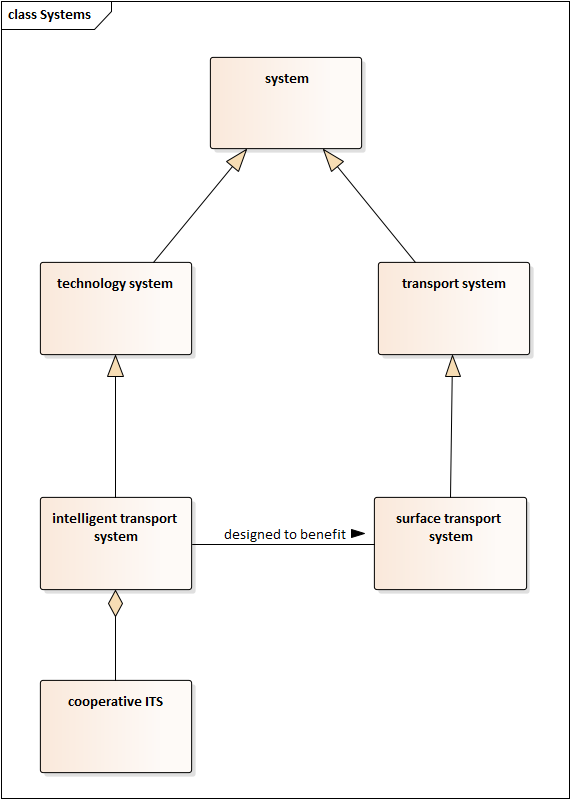 class Systems
system
technology system
transport system
intelligent transport
system
designed to benefit
surface transport
system
cooperative ITS